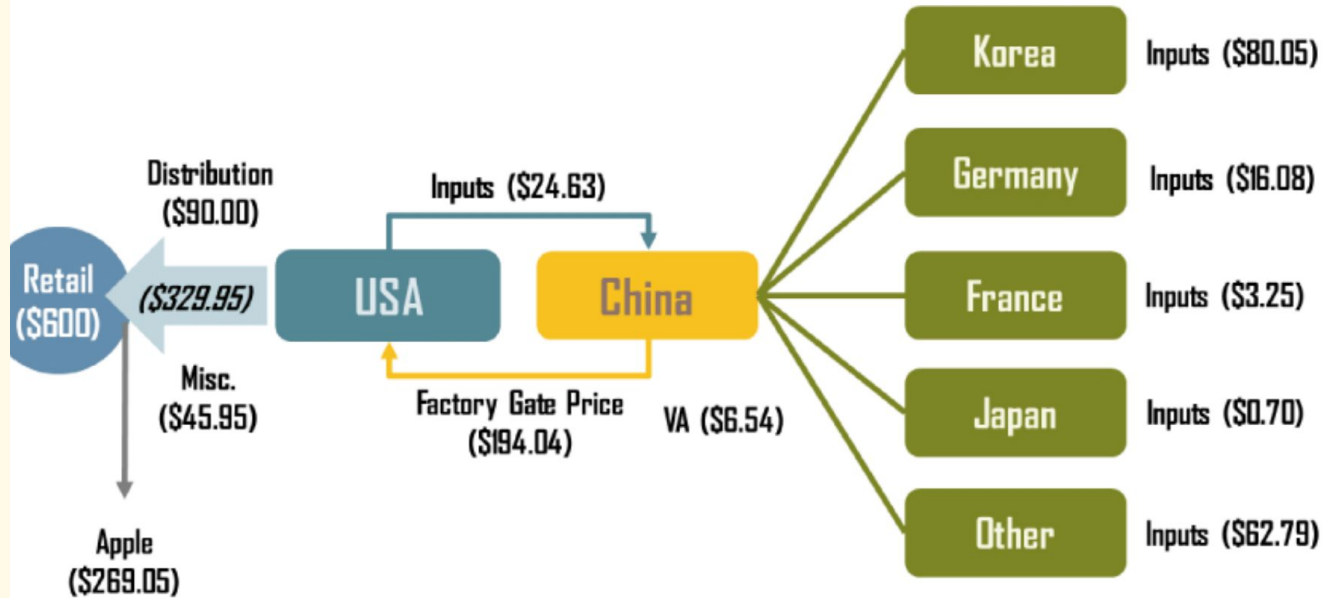 Retail
($600)
Distribution
($90.00)
($329.95)
Misc.
($45.95)
Apple
($269.05)
USA
Inputs ($24.63)
China
Factory Gate Price
($194.04)
VA ($6.54)
Korea
Inputs ($80.05)
Germany
Inputs ($16.08)
France
Inputs ($3.25)
Japan
Inputs ($0.70)
Other
Inputs ($62.79)